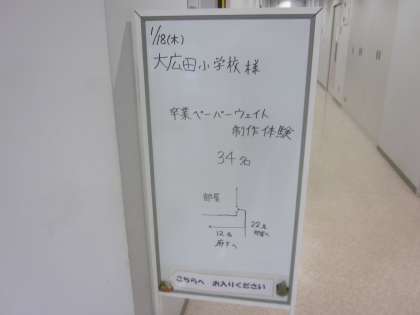 1/18(木)
大広田小学校様
卒業ペーパーウェイト
制作体験
34名
部屋
22名
12名
こちらへ お入りください